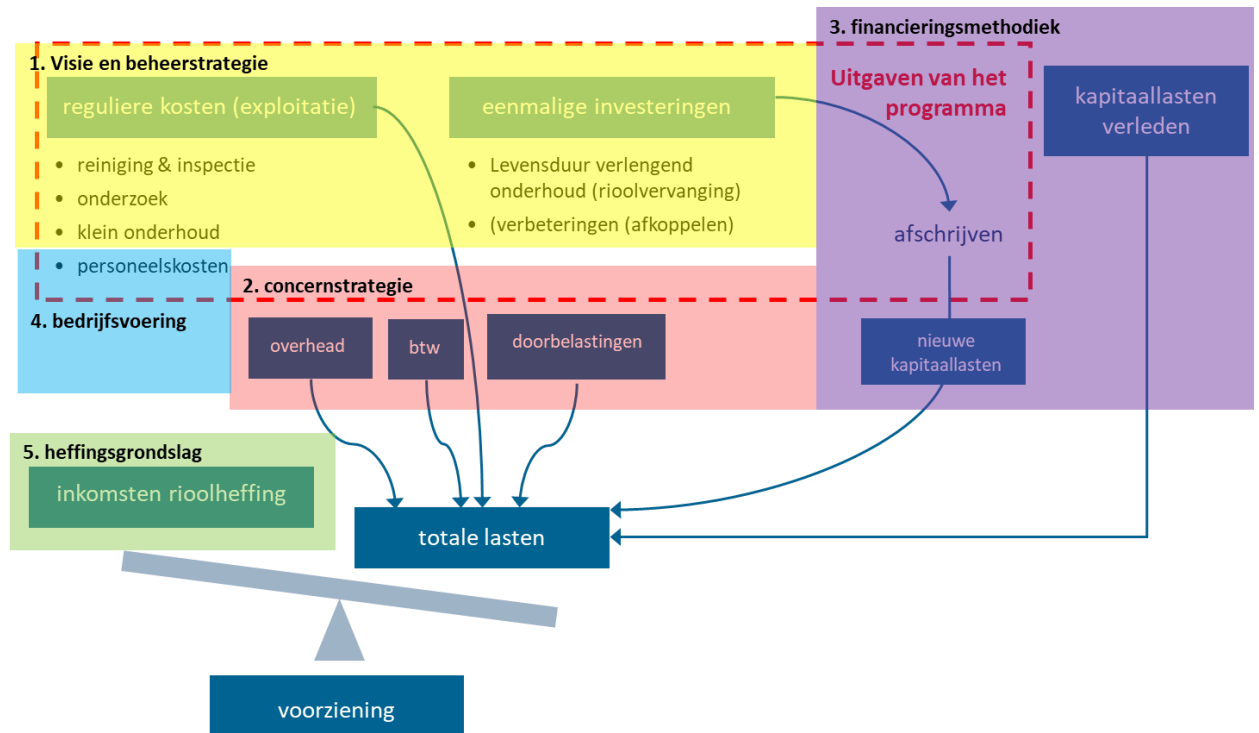 3. financieringsmethodiek
1. Visie en beheerstrategie
reguliere kosten (exploitatie)
eenmalige investeringen
Uitgaven van het
programma
kapitaallasten
verleden
• reiniging & inspectie
• onderzoek
• klein onderhoud
• personeelskosten
• Levensduur verlengend
onderhoud (rioolvervanging)
• (verbeteringen (afkoppelen)
afschrijven
2. concernstrategie
4. bedrijfsvoering
overhead
btw
doorbelastingen
nieuwe
kapitaallasten
5. heffingsgrondslag
inkomsten rioolheffing
totale lasten
voorziening